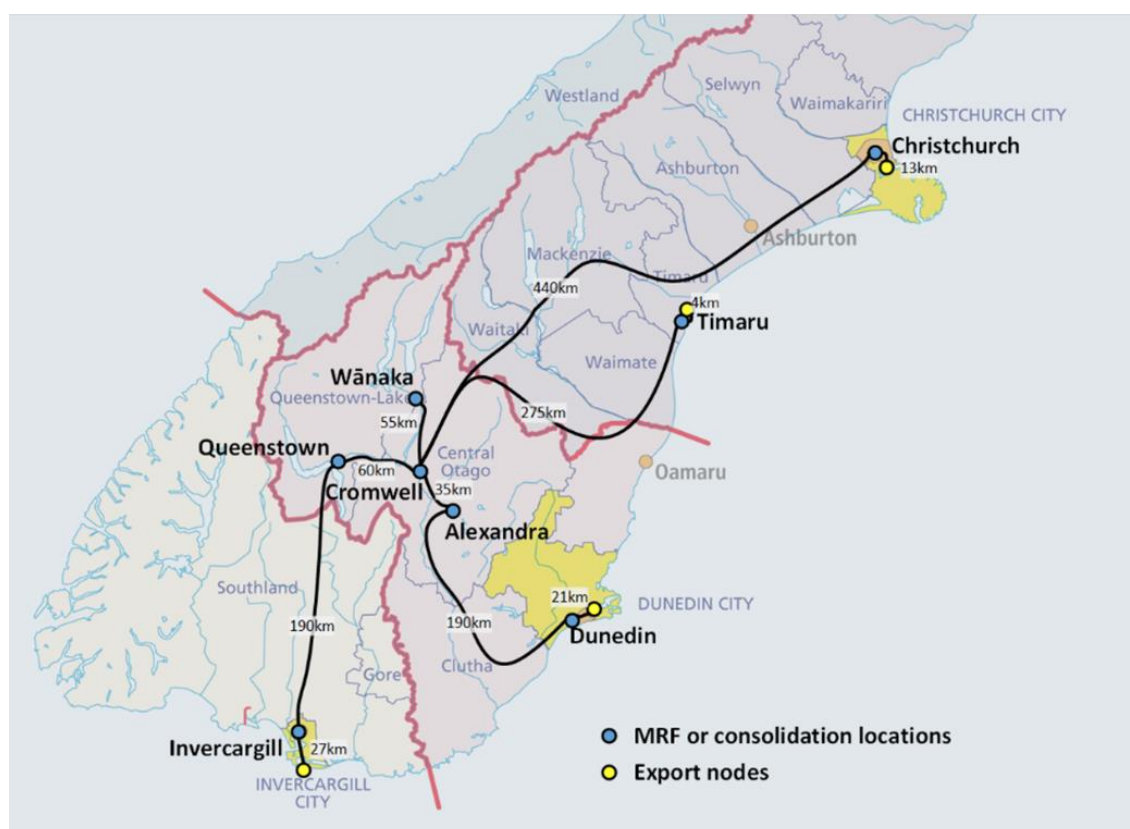 Westland
Selwyn
Waimakariri
CHRISTCHURCH CITY
Christchurch
13km
Ashburton
Ashburton
Mackenzie
Timaru
440km
4km
Timaru
Waitaki
Waimate
Wānaka
Queenstown-Lakes
55km
275km
Queenstown
60km
Central
Otago
Cromwell
35km
Oamaru
Alexandra
Southland
21km
DUNEDIN CITY
190km
190km
Dunedin
Clutha
Gore
Invercargill
27km
INVERCARGILL
CITY
MRF or consolidation locations
Export nodes